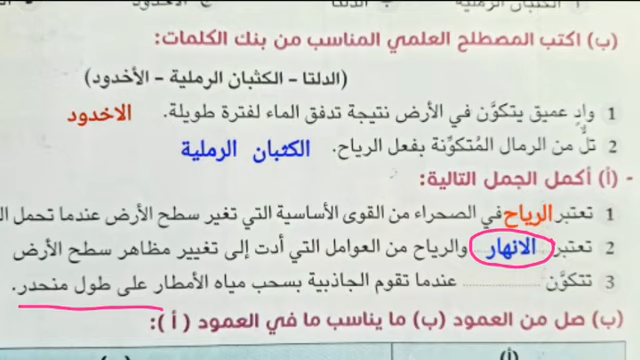 الكثبان الرملية الدلتا الأخدود
(ب) اكتب المصطلح العلمي المناسب من بنك الكلمات:
(الدلتا - الكثبان الرملية - الأخدود)
1 وادٍ عميق يتكوَّن في الأرض نتيجة تدفق الماء لفترة طويلة. الاخدود
2 تلٌّ من الرمال المُتكوِّنة بفعل الرياح. الكثبان الرملية
- (أ) أكمل الجمل التالية:
1 تعتبر الرياح في الصحراء من القوى الأساسية التي تغير سطح الأرض عندما تحمل
2 تعتبر الانهار والرياح من العوامل التي أدت إلى تغيير مظاهر سطح الأرض
3 تتكوَّن ............ عندما تقوم الجاذبية بسحب مياه الأمطار على طول منحدر.
(ب) صل من العمود (ب) ما يناسب ما في العمود (أ):
(أ)